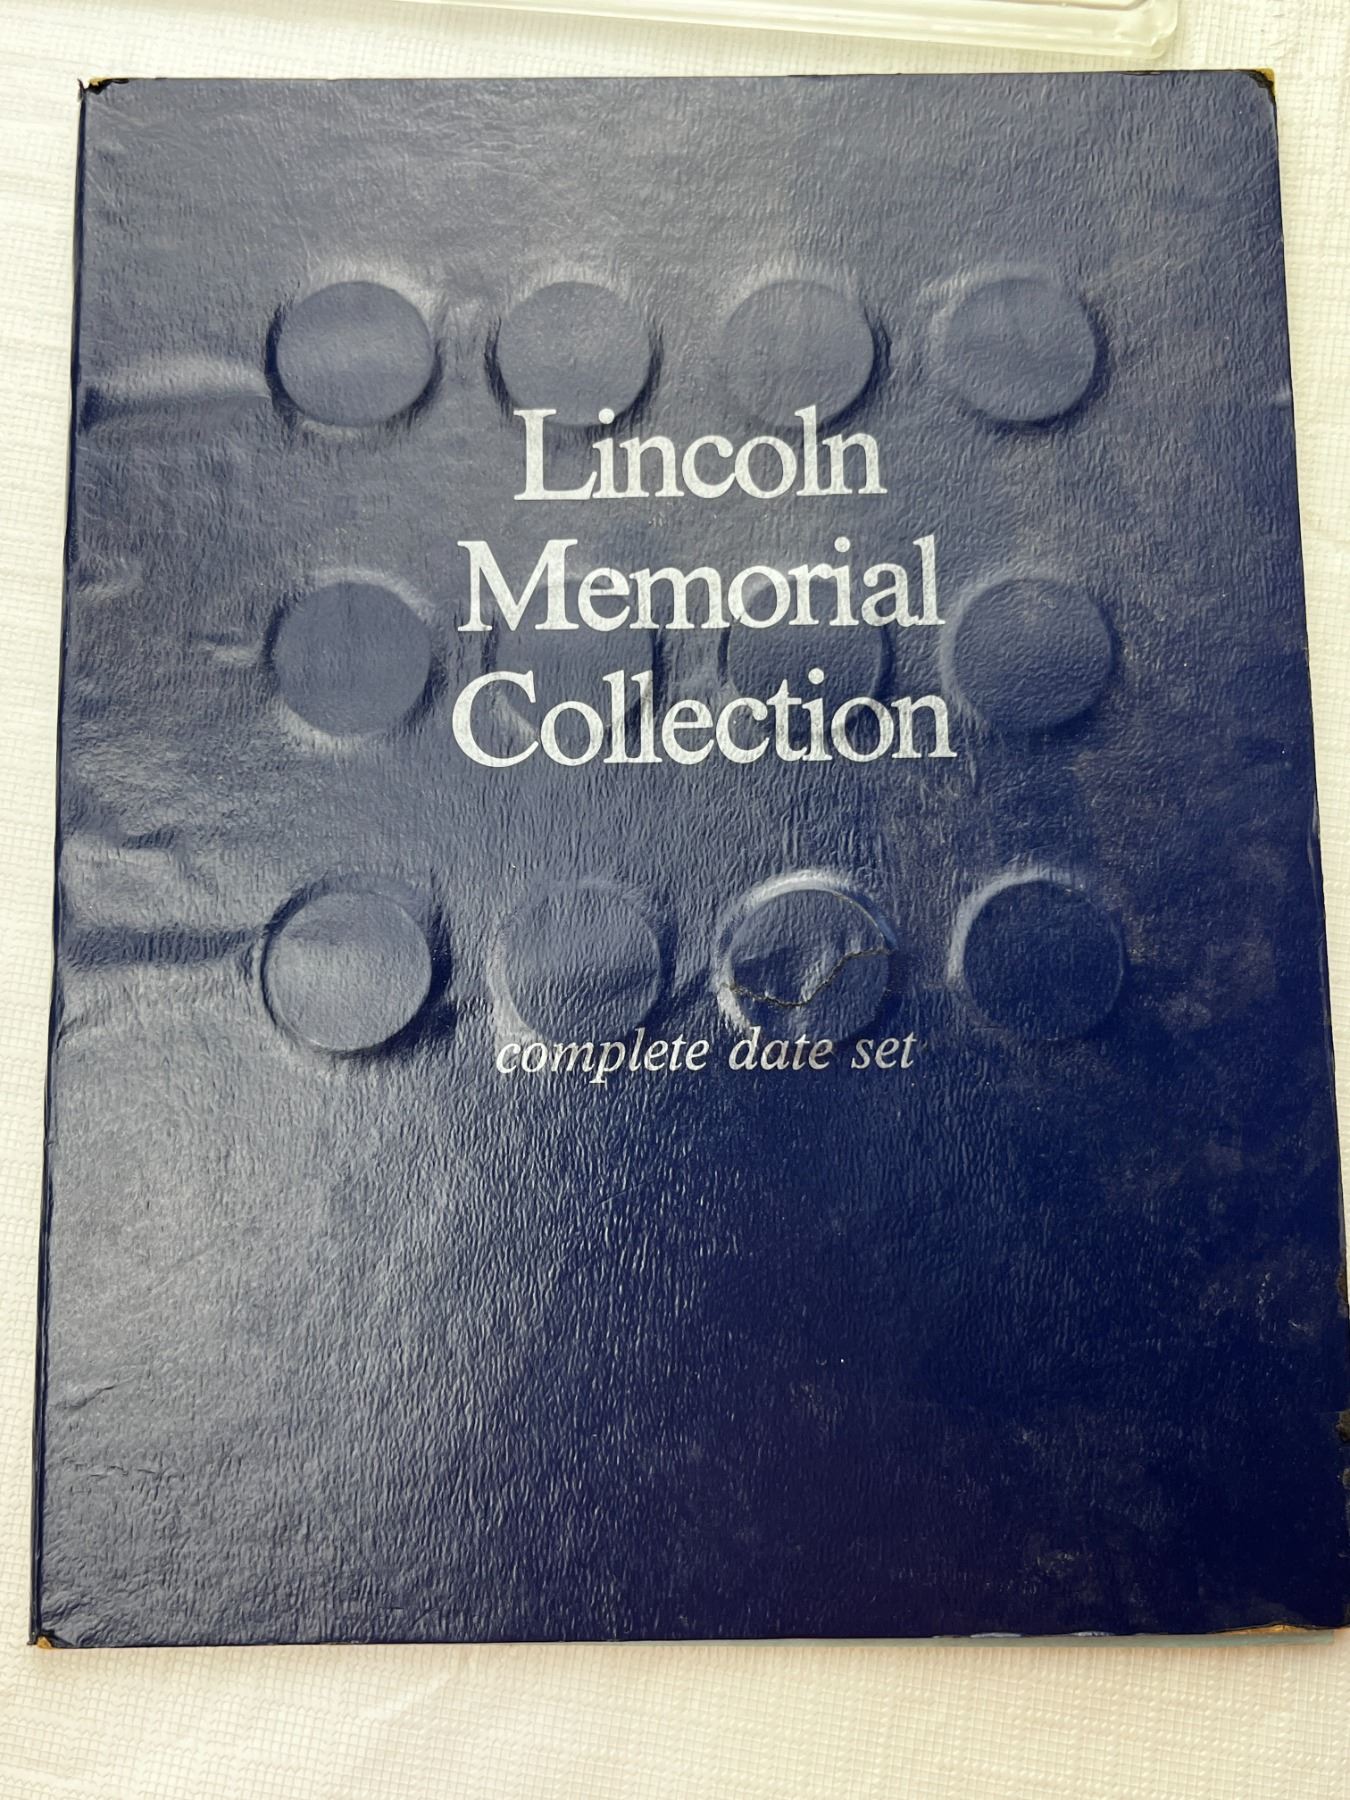 Lincoln
Memorial
Collection
complete date set